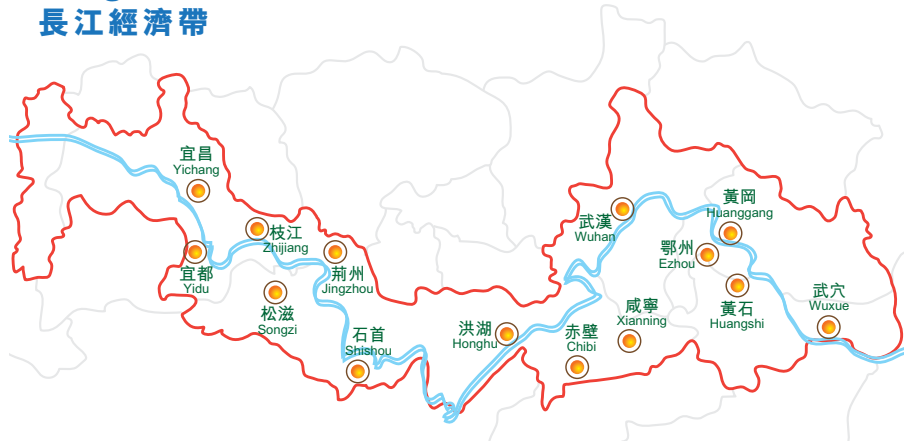 長江經濟帶
宜昌
Yichang
枝江
Zhijiang
宜都
Yidu
荊州
Jingzhou
松滋
Songzi
石首
Shishou
洪湖
Honghu
武漢
Wuhan
赤壁
Chibi
咸寧
Xianning
鄂州
Ezhou
黃岡
Huanggang
黃石
Huangshi
武穴
Wuxue